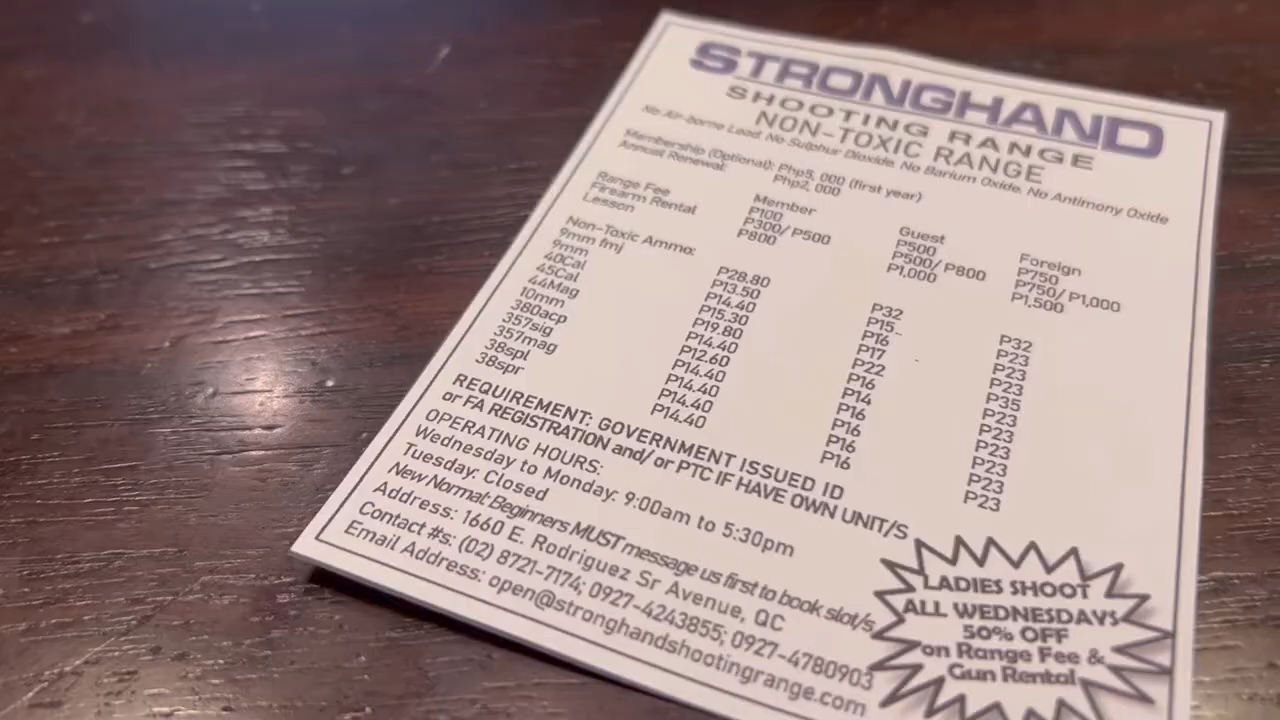 STRONGHAND
SHOOTING RANGE
NON-TOXIC RANGE
No Air-borne Lead. No Sulphur Dioxide. No Barium Oxide. No Antimony Oxide
Membership (Optional): Php5, 000 (first year)
Annual Renewal: Php2, 000
Member Guest Foreign
Range Fee P100 P500 P750
Firearm Rental P300/ P500 P500/ P800 P750/ P1,000
Lesson P800 P1,000 P1,500
Non-Toxic Ammo:
9mm fmj P28.80 P32 P32
9mm P13.50 P15 P23
40Cal P14.40 P16 P23
45Cal P15.30 P17 P23
44Mag P19.80 P22 P35
10mm P14.40 P16 P23
380acp P12.60 P14 P23
357sig P14.40 P16 P23
357mag P14.40 P16 P23
38spl P14.40 P16 P23
38spr P14.40 P16 P23
REQUIREMENT: GOVERNMENT ISSUED ID
or FA REGISTRATION and/ or PTC IF HAVE OWN UNIT/S
OPERATING HOURS:
Wednesday to Monday: 9:00am to 5:30pm
Tuesday: Closed
New Normal: Beginners MUST message us first to book slot/s
Address: 1660 E. Rodriguez Sr Avenue, QC
Contact #s: (02) 8721-7174; 0927-4243855; 0927-4780903
Email Address: open@stronghandshootingrange.com
LADIES SHOOT
ALL WEDNESDAYS
50% OFF
on Range Fee &
Gun Rental